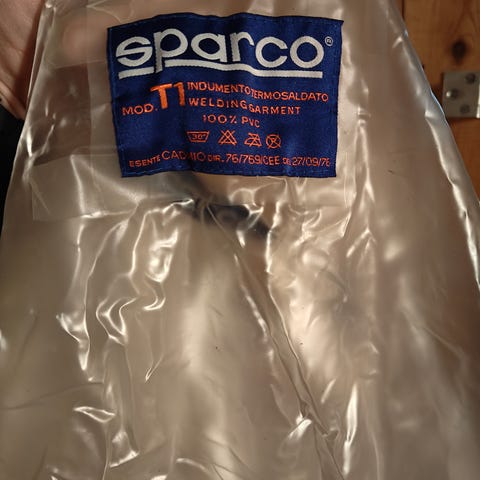 sparco®
MOD. T1 INDUMENTO TERMOSALDATO
WELDING GARMENT
100% PVC
30°
ESENTE CADMIO DIR. 76/769/CEE DEL 27/09/76